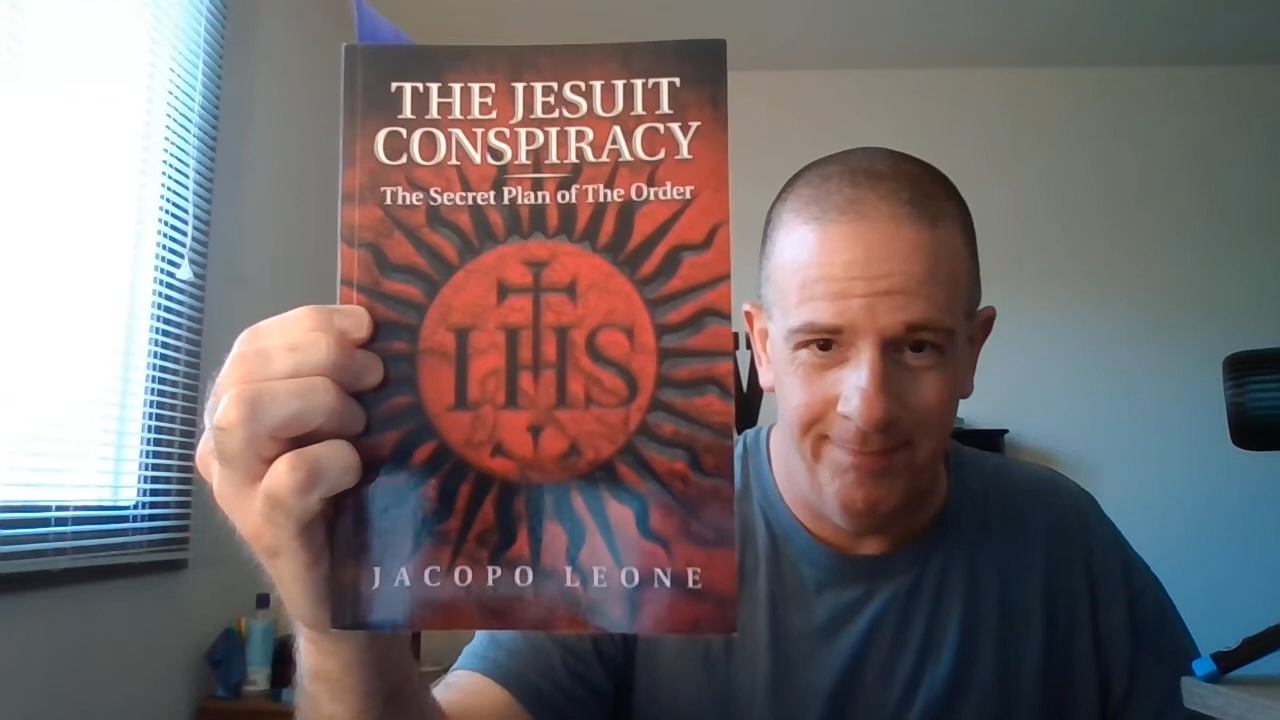 THE JESUIT
CONSPIRACY
The Secret Plan of The Order
IHS
JACOPO LEONE